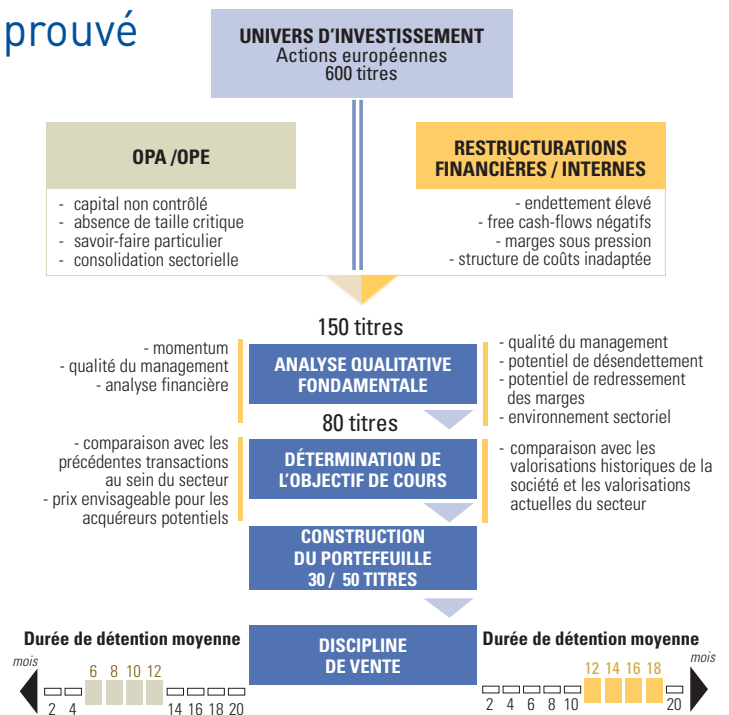 prouvé
UNIVERS D'INVESTISSEMENT
Actions européennes
600 titres
OPA /OPE
- capital non contrôlé
- absence de taille critique
- savoir-faire particulier
- consolidation sectorielle
RESTRUCTURATIONS
FINANCIÈRES / INTERNES
- endettement élevé
- free cash-flows négatifs
- marges sous pression
- structure de coûts inadaptée
150 titres
- momentum
- qualité du management
- analyse financière
ANALYSE QUALITATIVE
FONDAMENTALE
- qualité du management
- potentiel de désendettement
- potentiel de redressement
des marges
- environnement sectoriel
80 titres
- comparaison avec les
précédentes transactions
au sein du secteur
- prix envisageable pour les
acquéreurs potentiels
DÉTERMINATION DE
L'OBJECTIF DE COURS
- comparaison avec les
valorisations historiques de la
société et les valorisations
actuelles du secteur
CONSTRUCTION
DU PORTEFEUILLE
30 / 50 TITRES
Durée de détention moyenne
mois
6 8 10 12
2 4 14 16 18 20
DISCIPLINE
DE VENTE
Durée de détention moyenne
mois
12 14 16 18
2 4 6 8 10 20